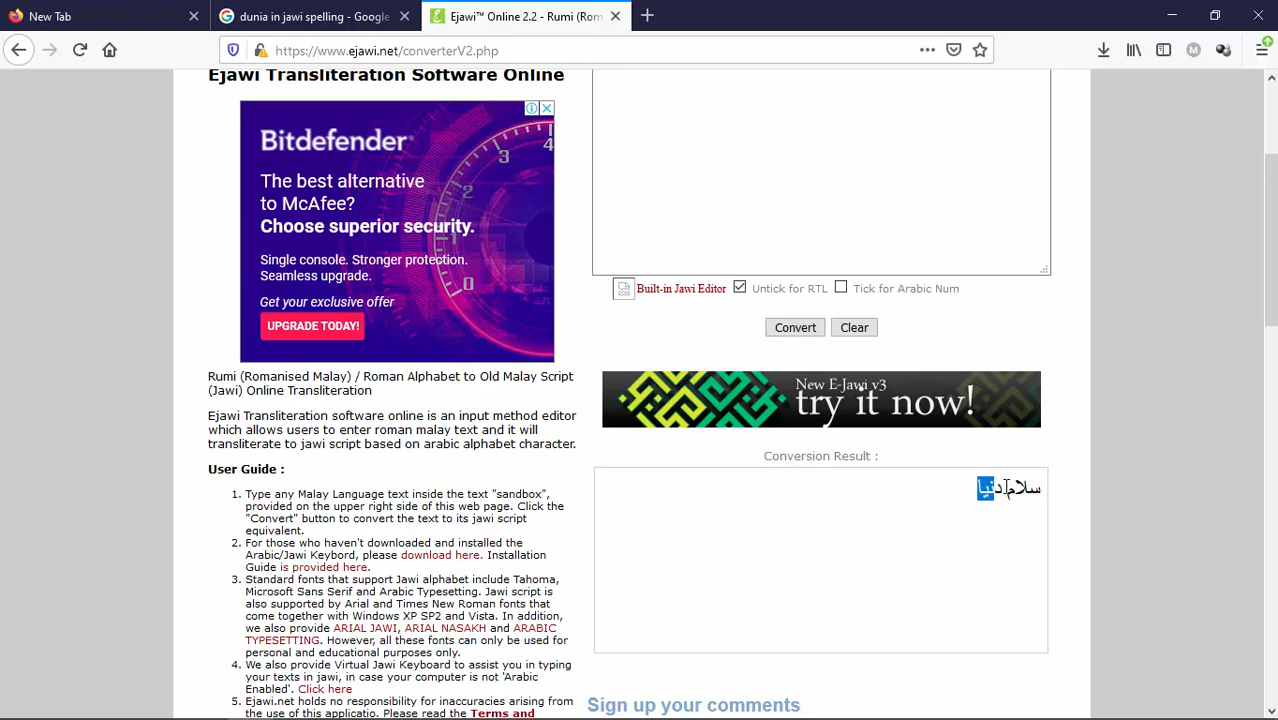 New Tab
dunia in jawi spelling - Google
Ejawi™ Online 2.2 - Rumi (Rom
https://www.ejawi.net/converterV2.php
Ejawi Transliteration Software Online
Bitdefender
The best alternative
to McAfee?
Choose superior security.
Single console. Stronger protection.
Seamless upgrade.
Get your exclusive offer
UPGRADE TODAY!
Rumi (Romanised Malay) / Roman Alphabet to Old Malay Script
(Jawi) Online Transliteration
Ejawi Transliteration software online is an input method editor
which allows users to enter roman malay text and it will
transliterate to jawi script based on arabic alphabet character.
User Guide :
1. Type any Malay Language text inside the text "sandbox",
provided on the upper right side of this web page. Click the
"Convert" button to convert the text to its jawi script
equivalent.
2. For those who haven't downloaded and installed the
Arabic/Jawi Keybord, please download here. Installation
Guide is provided here.
3. Standard fonts that support Jawi alphabet include Tahoma,
Microsoft Sans Serif and Arabic Typesetting. Jawi script is
also supported by Arial and Times New Roman fonts that
come together with Windows XP SP2 and Vista. In addition,
we also provide ARIAL JAWI, ARIAL NASAKH and ARABIC
TYPESETTING. However, all these fonts can only be used for
personal and educational purposes only.
4. We also provide Virtual Jawi Keyboard to assist you in typing
your texts in jawi, in case your computer is not 'Arabic
Enabled'. Click here
5. Ejawi.net holds no responsibility for inaccuracies arising from
the use of this applicatio. Please read the Terms and
Built-in Jawi Editor Untick for RTL Tick for Arabic Num
Convert Clear
New E-Jawi v3
try it now!
Conversion Result :
سلام دنيا
Sign up your comments